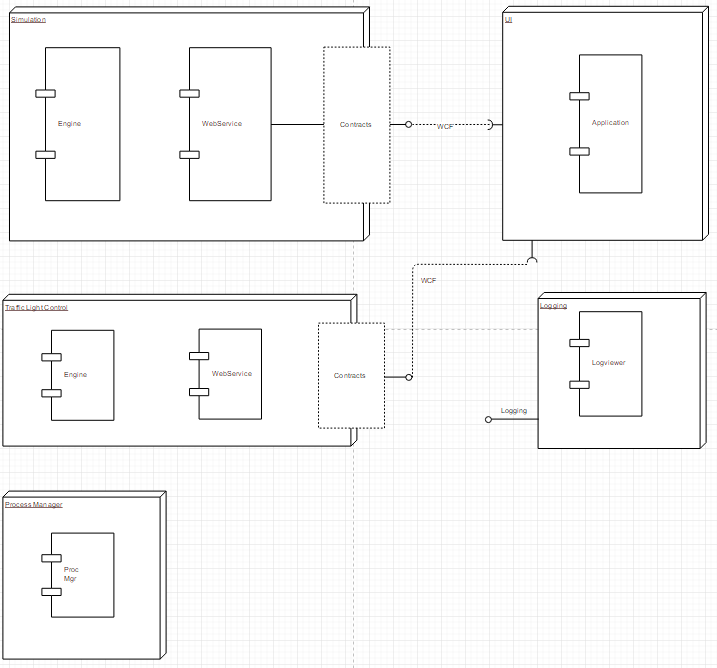 Simulation
UI
Engine
WebService
Contracts
WCF
Application
WCF
Traffic Light Control
Logging
Engine
WebService
Contracts
Logviewer
Logging
Process Manager
Proc
Mgr